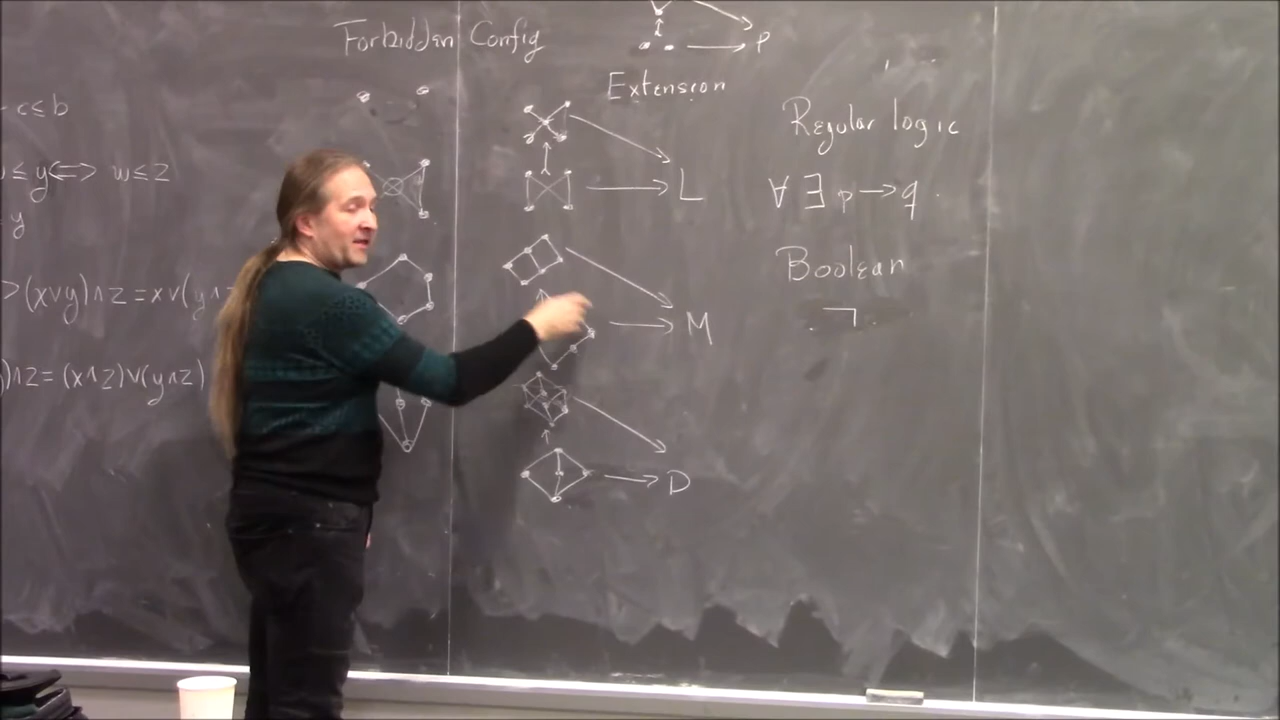 c≤b
≤y⟺ w≤z
y
(x∨y)∧z=x∨(y∧
)∧z=(x∧z)∨(y∧z)
Forbidden Config
P
Extension
L
M
D
Regular logic
∀ ∃ p→q
Boolean
¬